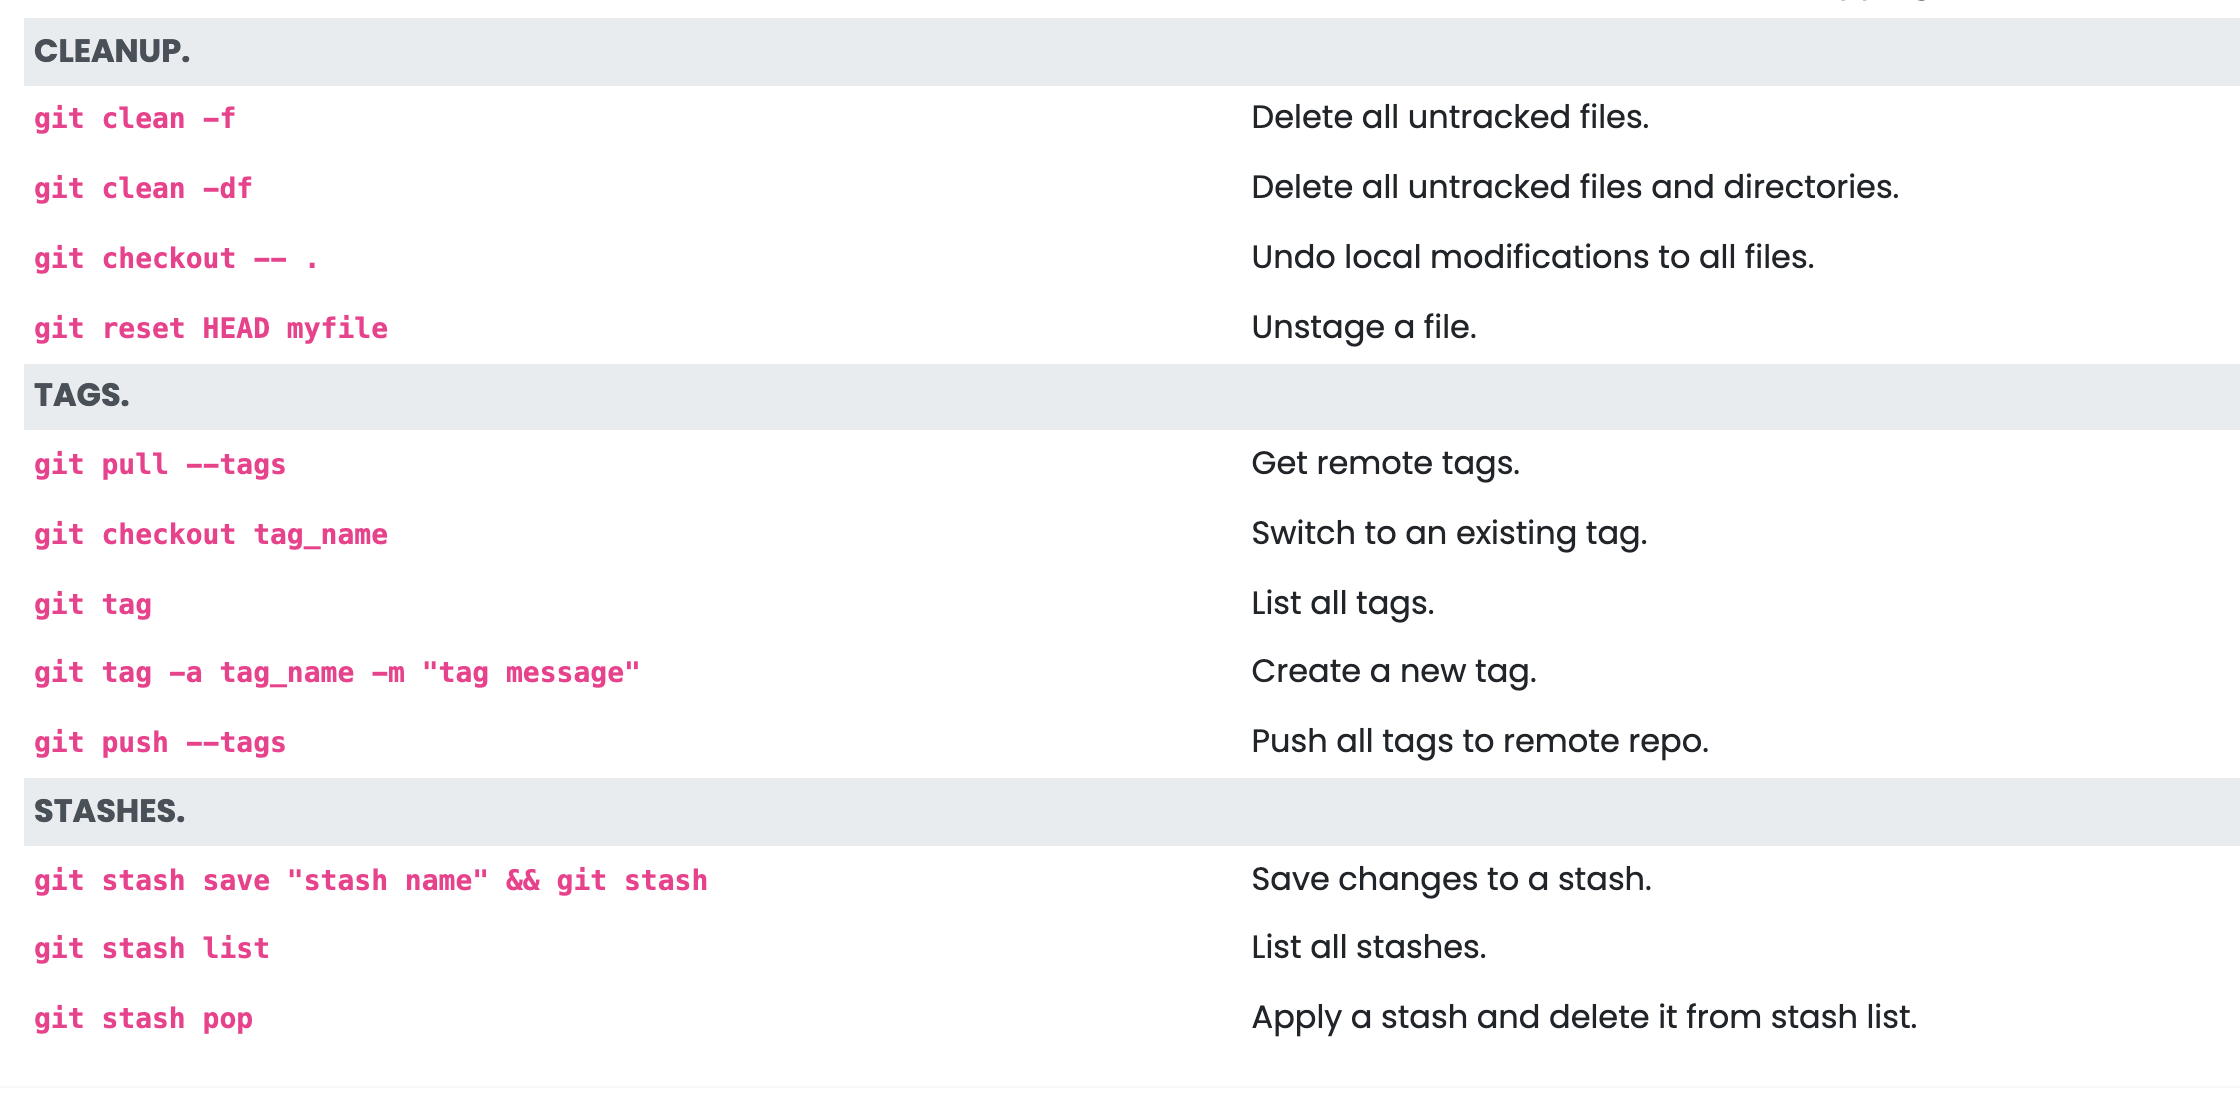 CLEANUP.
git clean -f Delete all untracked files.
git clean -df Delete all untracked files and directories.
git checkout -- . Undo local modifications to all files.
git reset HEAD myfile Unstage a file.
TAGS.
git pull --tags Get remote tags.
git checkout tag_name Switch to an existing tag.
git tag List all tags.
git tag -a tag_name -m "tag message" Create a new tag.
git push --tags Push all tags to remote repo.
STASHES.
git stash save "stash name" && git stash Save changes to a stash.
git stash list List all stashes.
git stash pop Apply a stash and delete it from stash list.